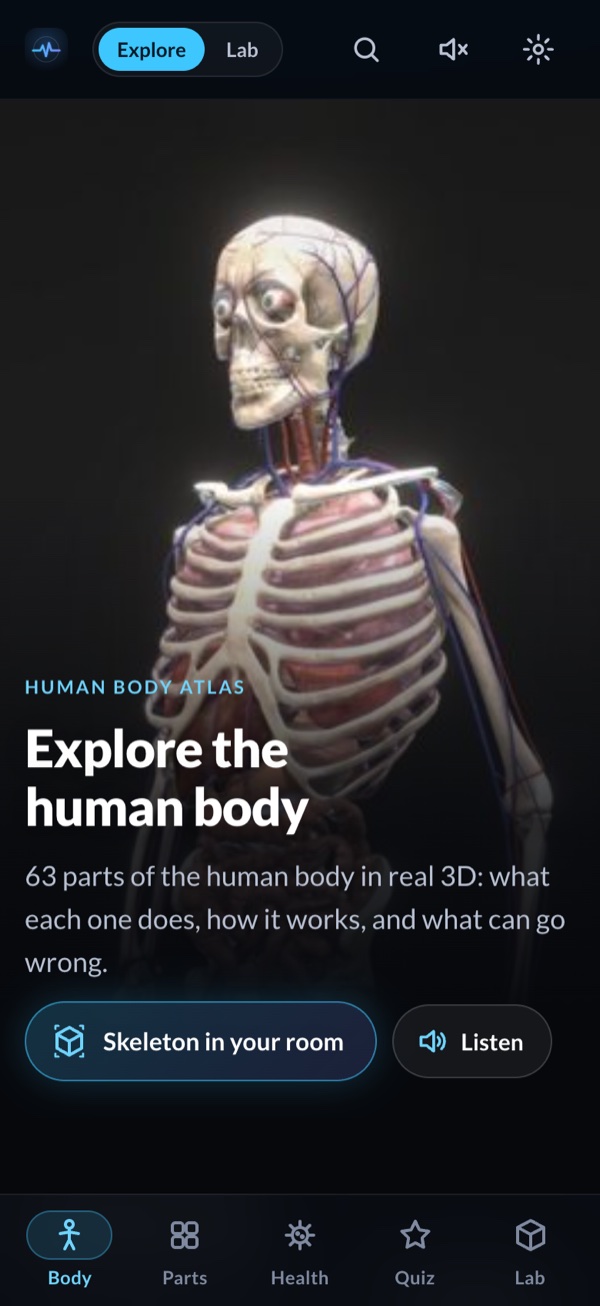 Explore
Lab
HUMAN BODY ATLAS
Explore the
human body
63 parts of the human body in real 3D: what
each one does, how it works, and what can go
wrong.
Skeleton in your room
Listen
Body
Parts
Health
Quiz
Lab